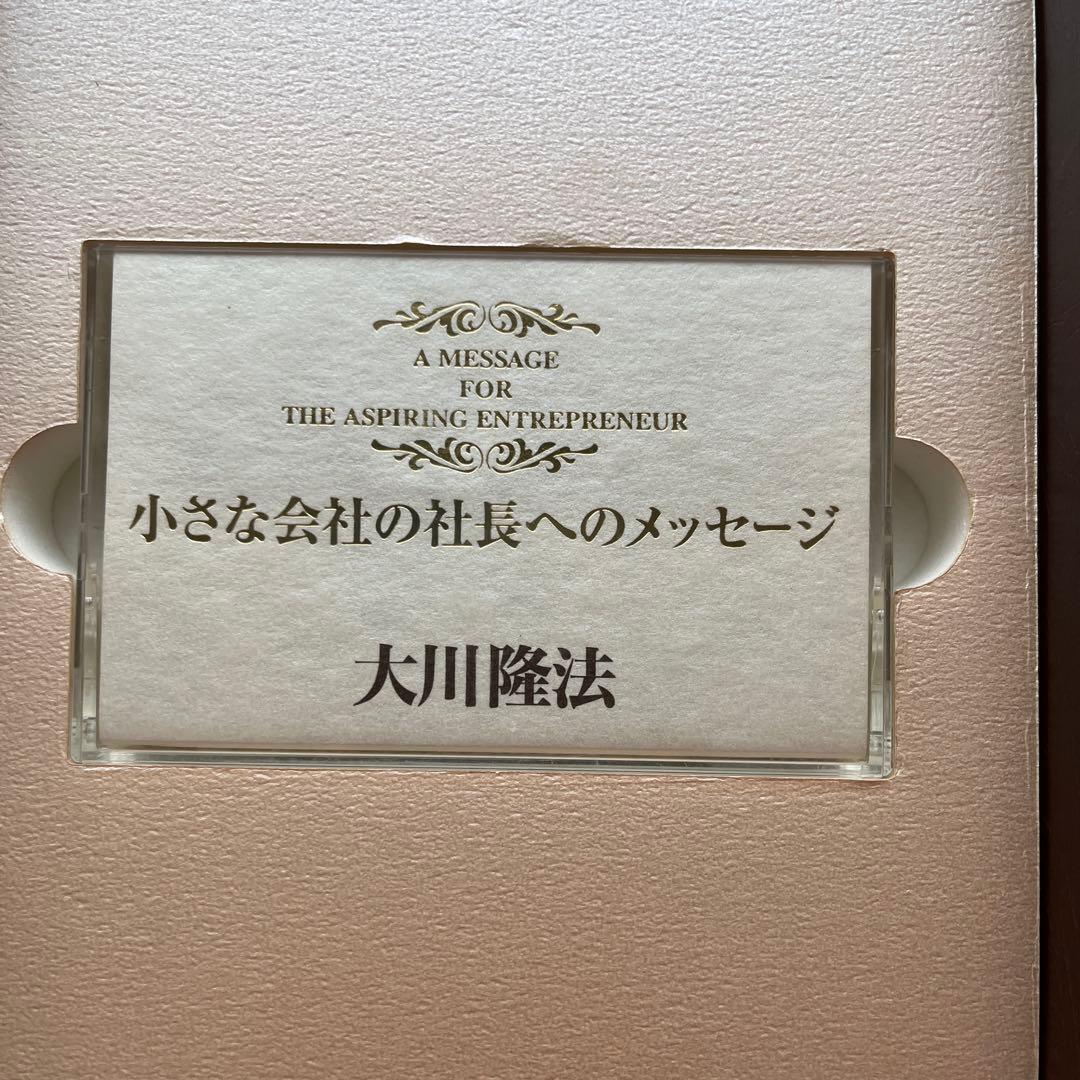 A MESSAGE
FOR
THE ASPIRING ENTREPRENEUR
小さな会社の社長へのメッセージ
大川隆法